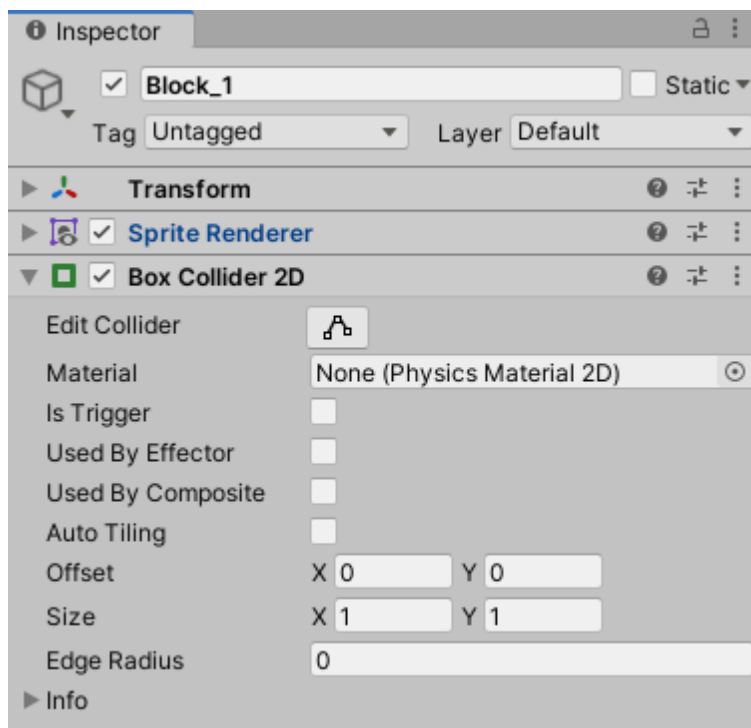 Inspector
Block_1 Static
Tag Untagged Layer Default
Transform
Sprite Renderer
Box Collider 2D
Edit Collider
Material None (Physics Material 2D)
Is Trigger
Used By Effector
Used By Composite
Auto Tiling
Offset X 0 Y 0
Size X 1 Y 1
Edge Radius 0
Info